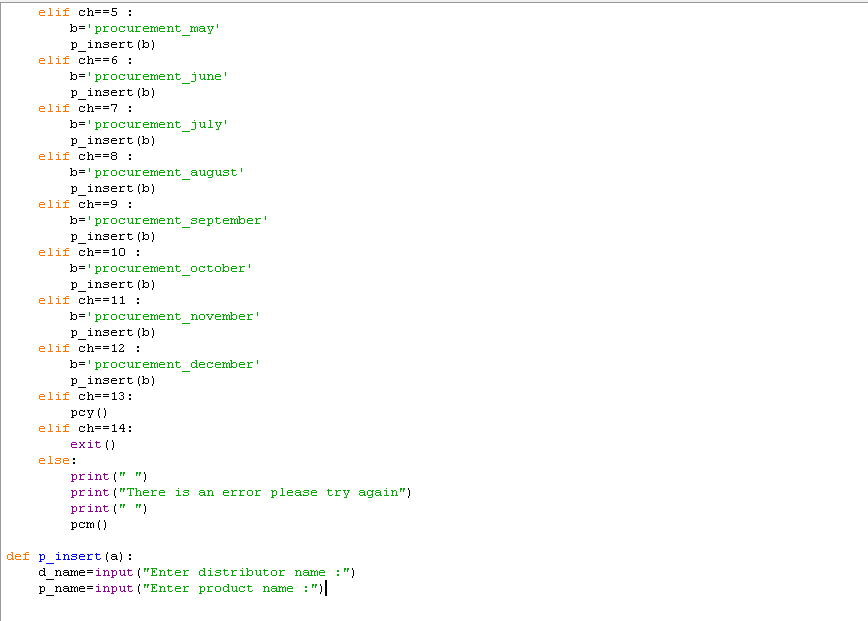 elif ch==5 :
        b='procurement_may'
        p_insert(b)
    elif ch==6 :
        b='procurement_june'
        p_insert(b)
    elif ch==7 :
        b='procurement_july'
        p_insert(b)
    elif ch==8 :
        b='procurement_august'
        p_insert(b)
    elif ch==9 :
        b='procurement_september'
        p_insert(b)
    elif ch==10 :
        b='procurement_october'
        p_insert(b)
    elif ch==11 :
        b='procurement_november'
        p_insert(b)
    elif ch==12 :
        b='procurement_december'
        p_insert(b)
    elif ch==13:
        pcy()
    elif ch==14:
        exit()
    else:
        print(" ")
        print("There is an error please try again")
        print(" ")
        pcm()

def p_insert(a):
    d_name=input("Enter distributor name :")
    p_name=input("Enter product name :")